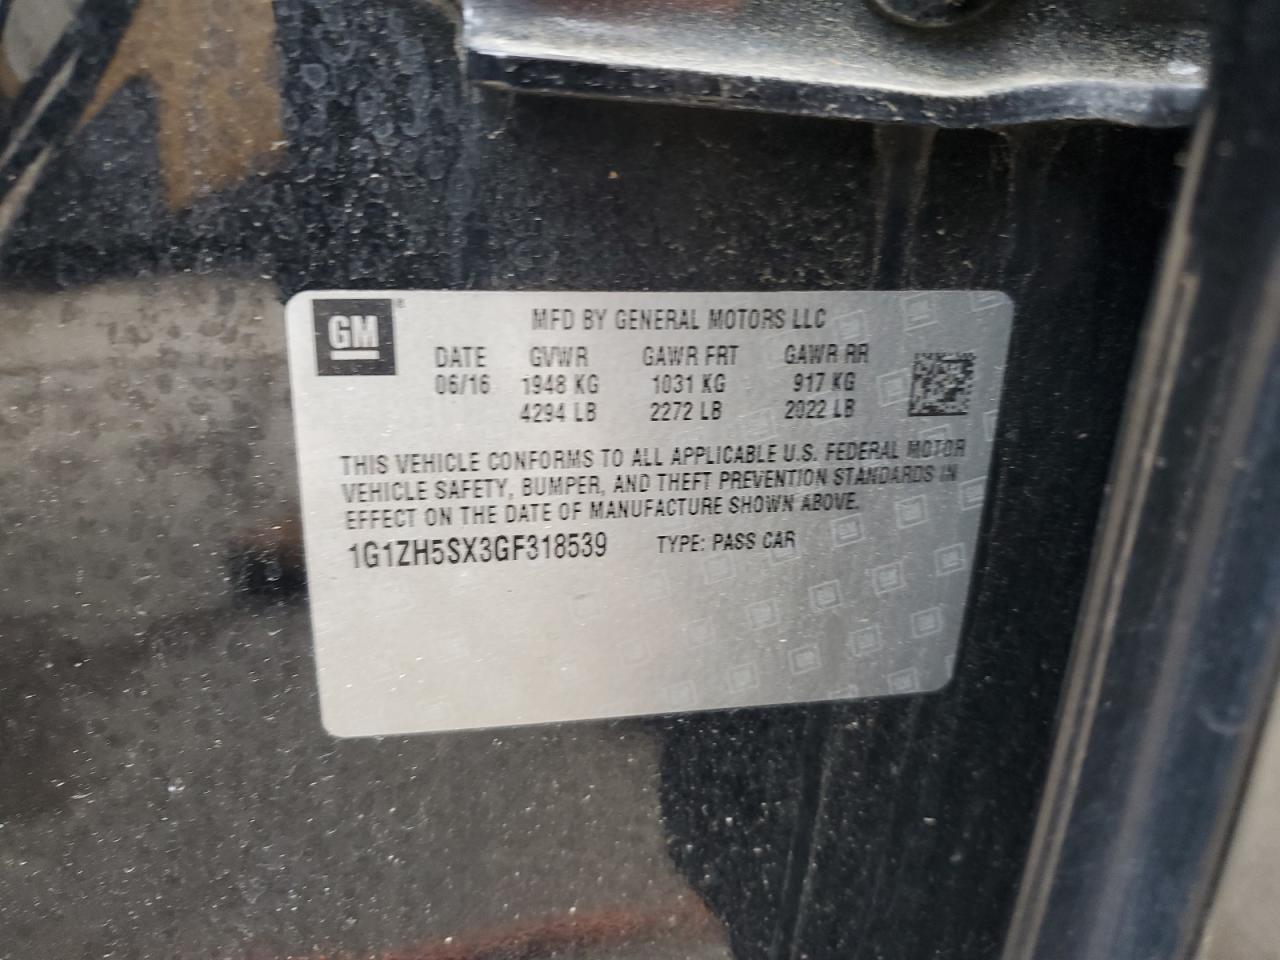 GM ®
MFD BY GENERAL MOTORS LLC
DATE GVWR GAWR FRT GAWR RR
06/16 1948 KG 1031 KG 917 KG
4294 LB 2272 LB 2022 LB
THIS VEHICLE CONFORMS TO ALL APPLICABLE U.S. FEDERAL MOTOR
VEHICLE SAFETY, BUMPER, AND THEFT PREVENTION STANDARDS IN
EFFECT ON THE DATE OF MANUFACTURE SHOWN ABOVE.
1G1ZH5SX3GF318539 TYPE: PASS CAR